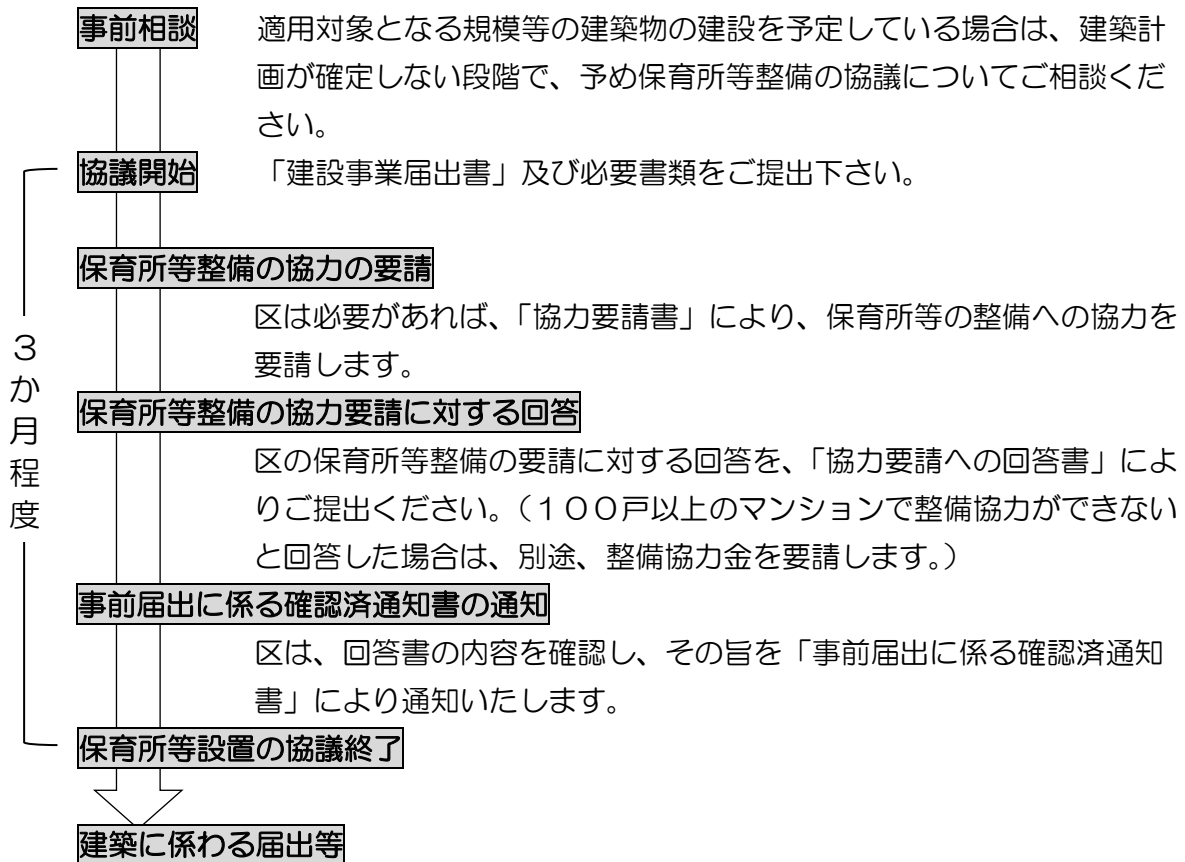 事前相談 適用対象となる規模等の建築物の建設を予定している場合は、建築計
画が確定しない段階で、予め保育所等整備の協議についてご相談くだ
さい。
協議開始 「建設事業届出書」及び必要書類をご提出下さい。
保育所等整備の協力の要請
区は必要があれば、「協力要請書」により、保育所等の整備への協力を
要請します。
３か月程度
保育所等整備の協力要請に対する回答
区の保育所等整備の要請に対する回答を、「協力要請への回答書」によ
りご提出ください。（１００戸以上のマンションで整備協力ができない
と回答した場合は、別途、整備協力金を要請します。）
事前届出に係る確認済通知書の通知
区は、回答書の内容を確認し、その旨を「事前届出に係る確認済通知
書」により通知いたします。
保育所等設置の協議終了
建築に係わる届出等